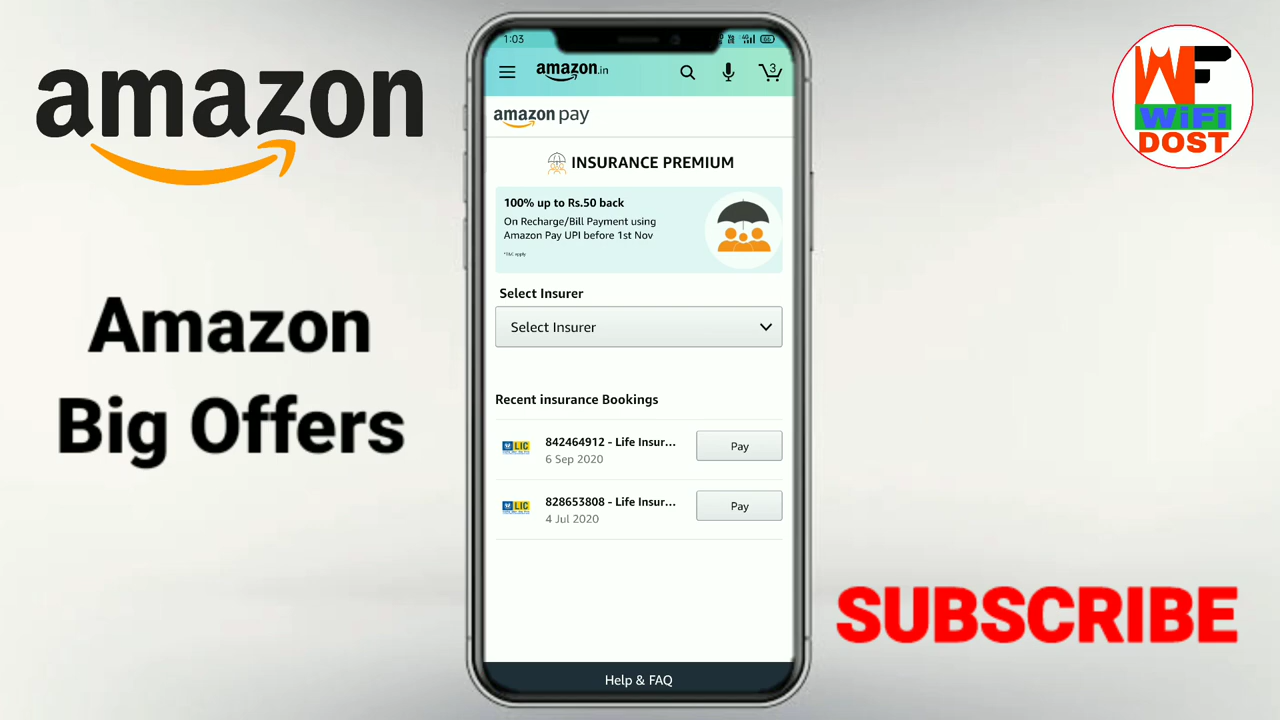 amazon
Amazon
Big Offers
1:03
amazon.in
3
amazon pay
INSURANCE PREMIUM
100% up to Rs.50 back
On Recharge/Bill Payment using
Amazon Pay UPI before 1st Nov
*T&C apply
Select Insurer
Select Insurer
Recent insurance Bookings
LIC
842464912 - Life Insur...
6 Sep 2020
Pay
LIC
828653808 - Life Insur...
4 Jul 2020
Pay
Help & FAQ
WF
WiFi
DOST
SUBSCRIBE